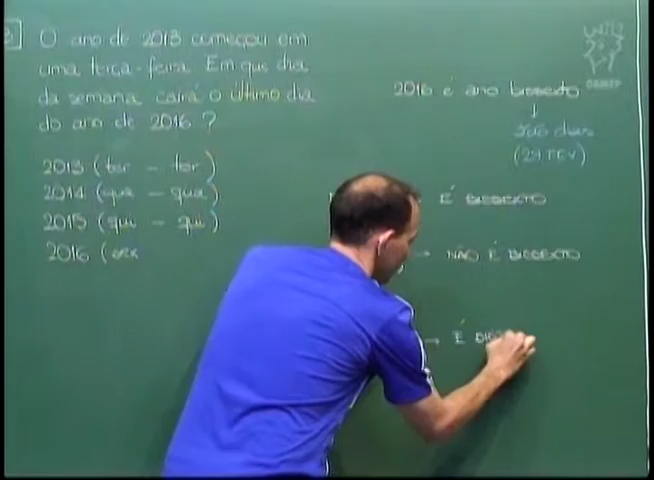 O ano de 2013 começou em
uma terça-feira. Em que dia
da semana cairá o último dia
do ano de 2016?
2013 (ter - ter)
2014 (qua - qua)
2015 (qui - qui)
2016 (sex
2016 é ano bissexto
↓
366 dias
(29 FEV)
É BISSEXTO
→ NÃO É BISSEXTO
→ É